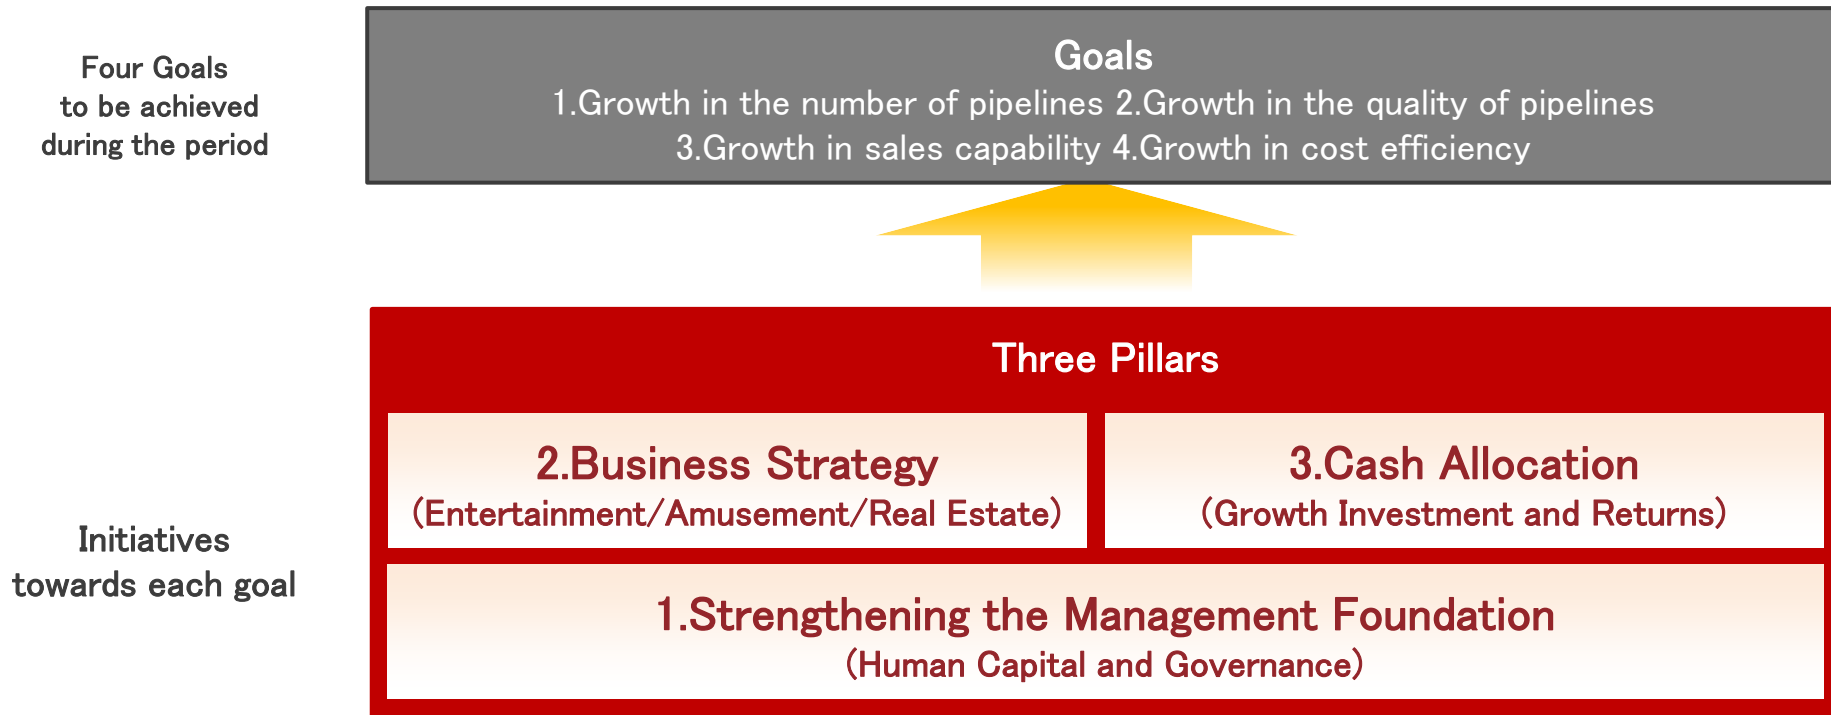 Four Goals
to be achieved
during the period
Goals
1.Growth in the number of pipelines 2.Growth in the quality of pipelines
3.Growth in sales capability 4.Growth in cost efficiency
Three Pillars
2.Business Strategy
(Entertainment/Amusement/Real Estate)
3.Cash Allocation
(Growth Investment and Returns)
Initiatives
towards each goal
1.Strengthening the Management Foundation
(Human Capital and Governance)